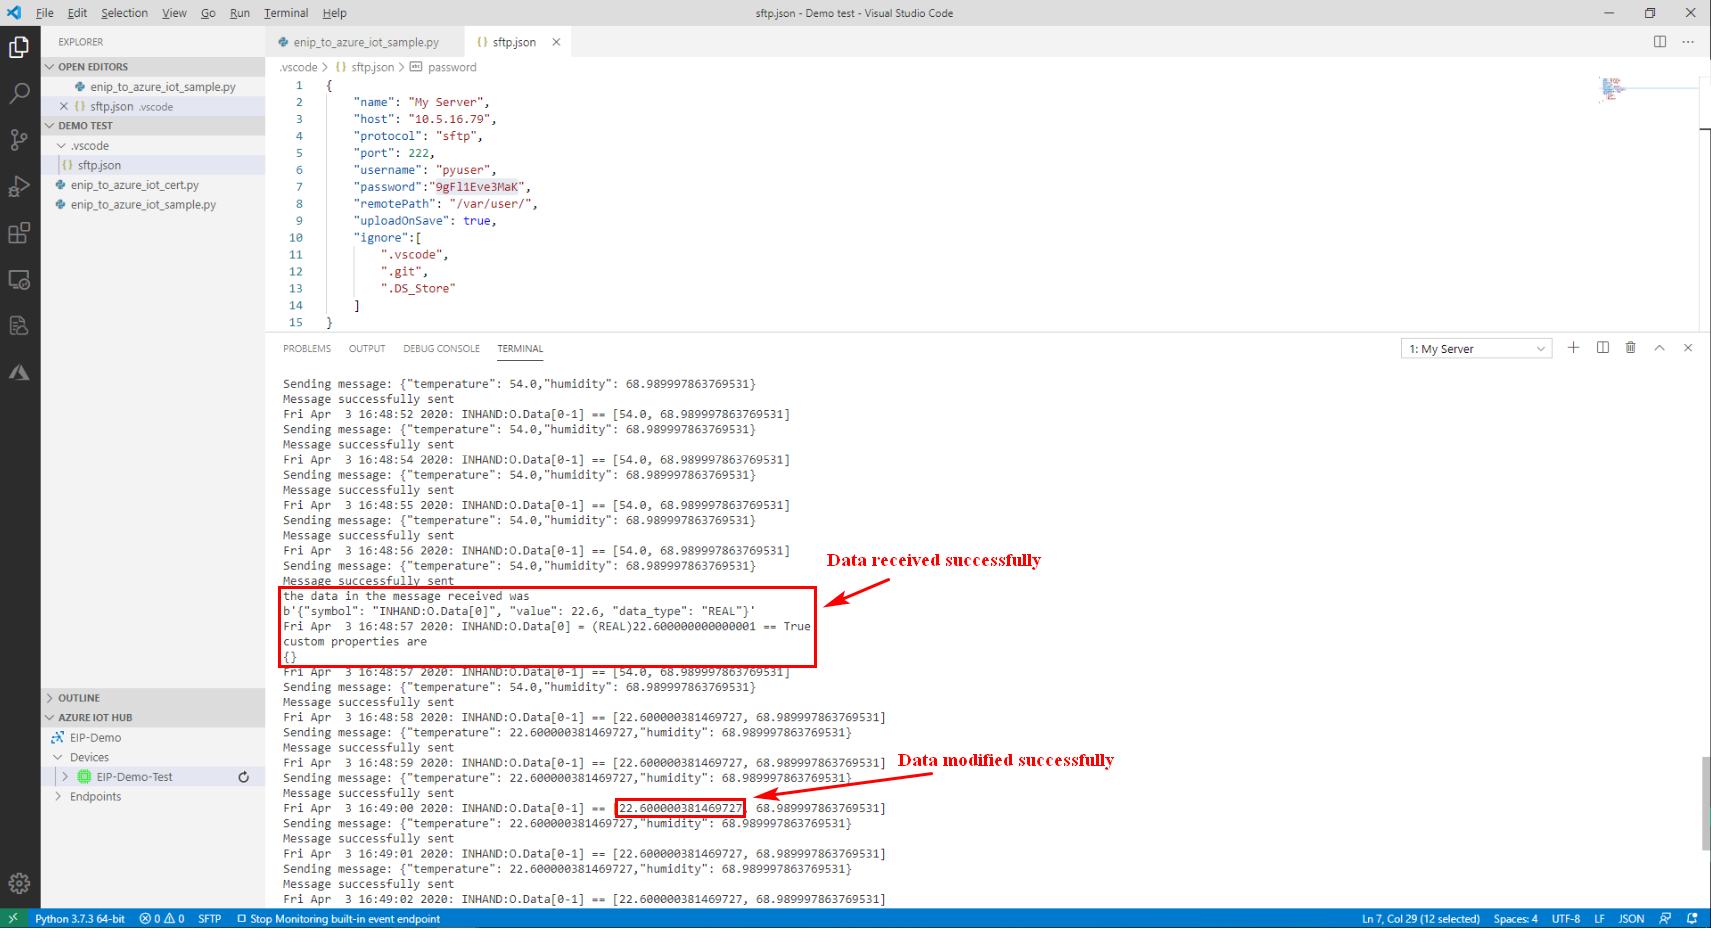 File Edit Selection View Go Run Terminal Help
sftp.json - Demo test - Visual Studio Code
EXPLORER
OPEN EDITORS
enip_to_azure_iot_sample.py
sftp.json .vscode
DEMO TEST
.vscode
sftp.json
enip_to_azure_iot_cert.py
enip_to_azure_iot_sample.py
OUTLINE
AZURE IOT HUB
EIP-Demo
Devices
EIP-Demo-Test
Endpoints
enip_to_azure_iot_sample.py
{} sftp.json
.vscode > {} sftp.json > abc password
1 {
2 "name": "My Server",
3 "host": "10.5.16.79",
4 "protocol": "sftp",
5 "port": 222,
6 "username": "pyuser",
7 "password":"9gFl1Eve3MaK",
8 "remotePath": "/var/user/",
9 "uploadOnSave": true,
10 "ignore":[
11 ".vscode",
12 ".git",
13 ".DS_Store"
14 ]
15 }
PROBLEMS OUTPUT DEBUG CONSOLE TERMINAL
1: My Server
Sending message: {"temperature": 54.0,"humidity": 68.989997863769531}
Message successfully sent
Fri Apr  3 16:48:52 2020: INHAND:O.Data[0-1] == [54.0, 68.989997863769531]
Sending message: {"temperature": 54.0,"humidity": 68.989997863769531}
Message successfully sent
Fri Apr  3 16:48:54 2020: INHAND:O.Data[0-1] == [54.0, 68.989997863769531]
Sending message: {"temperature": 54.0,"humidity": 68.989997863769531}
Message successfully sent
Fri Apr  3 16:48:55 2020: INHAND:O.Data[0-1] == [54.0, 68.989997863769531]
Sending message: {"temperature": 54.0,"humidity": 68.989997863769531}
Message successfully sent
Fri Apr  3 16:48:56 2020: INHAND:O.Data[0-1] == [54.0, 68.989997863769531]
Sending message: {"temperature": 54.0,"humidity": 68.989997863769531}
Message successfully sent
Data received successfully
the data in the message received was
b'{"symbol": "INHAND:O.Data[0]", "value": 22.6, "data_type": "REAL"}'
Fri Apr  3 16:48:57 2020: INHAND:O.Data[0] = (REAL)22.600000000000001 == True
custom properties are
{}
Fri Apr  3 16:48:57 2020: INHAND:O.Data[0-1] == [54.0, 68.989997863769531]
Sending message: {"temperature": 54.0,"humidity": 68.989997863769531}
Message successfully sent
Fri Apr  3 16:48:58 2020: INHAND:O.Data[0-1] == [22.600000381469727, 68.989997863769531]
Sending message: {"temperature": 22.600000381469727,"humidity": 68.989997863769531}
Message successfully sent
Fri Apr  3 16:48:59 2020: INHAND:O.Data[0-1] == [22.600000381469727, 68.989997863769531]
Data modified successfully
Sending message: {"temperature": 22.600000381469727,"humidity": 68.989997863769531}
Message successfully sent
Fri Apr  3 16:49:00 2020: INHAND:O.Data[0-1] == [22.600000381469727, 68.989997863769531]
Sending message: {"temperature": 22.600000381469727,"humidity": 68.989997863769531}
Message successfully sent
Fri Apr  3 16:49:01 2020: INHAND:O.Data[0-1] == [22.600000381469727, 68.989997863769531]
Sending message: {"temperature": 22.600000381469727,"humidity": 68.989997863769531}
Message successfully sent
Fri Apr  3 16:49:02 2020: INHAND:O.Data[0-1] == [22.600000381469727, 68.989997863769531]
Python 3.7.3 64-bit 0 0 SFTP Stop Monitoring built-in event endpoint
Ln 7, Col 29 (12 selected) Spaces: 4 UTF-8 LF JSON